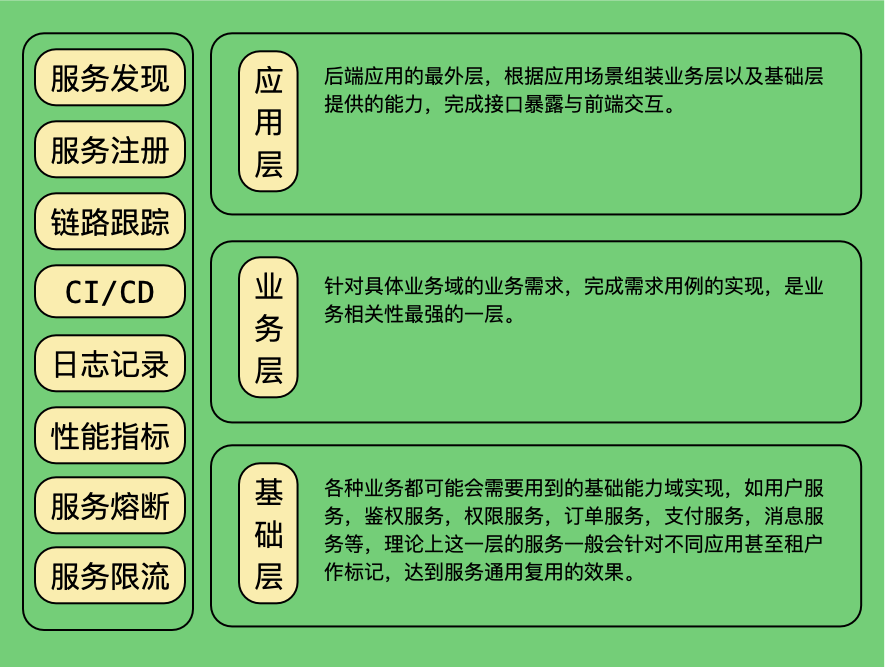 服务发现
服务注册
链路跟踪
CI/CD
日志记录
性能指标
服务熔断
服务限流
应
用
层
后端应用的最外层，根据应用场景组装业务层以及基础层
提供的能力，完成接口暴露与前端交互。
业
务
层
针对具体业务域的业务需求，完成需求用例的实现，是业
务相关性最强的一层。
基
础
层
各种业务都可能会需要用到的基础能力域实现，如用户服
务，鉴权服务，权限服务，订单服务，支付服务，消息服
务等，理论上这一层的服务一般会针对不同应用甚至租户
作标记，达到服务通用复用的效果。